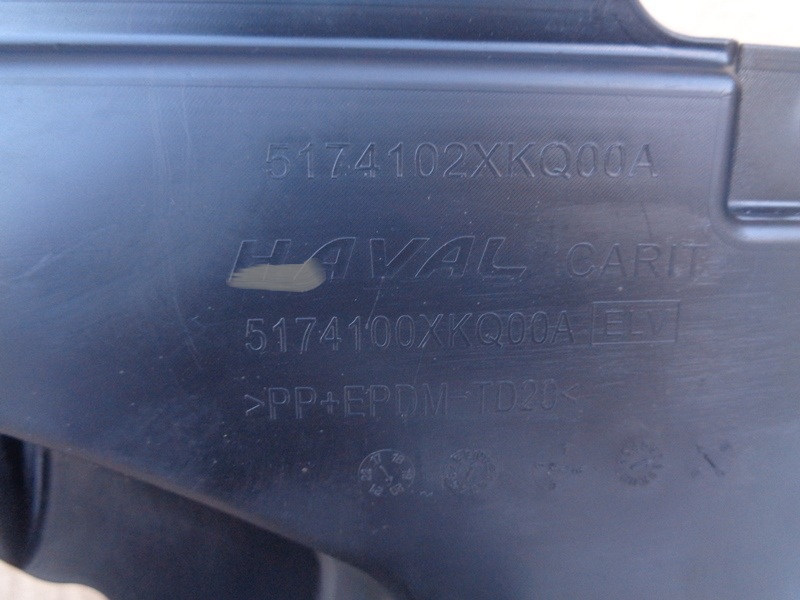 5174102XKQ00A
HAVAL CARIT
5174100XKQ00A ELV
>PP+EPDM-TD20<